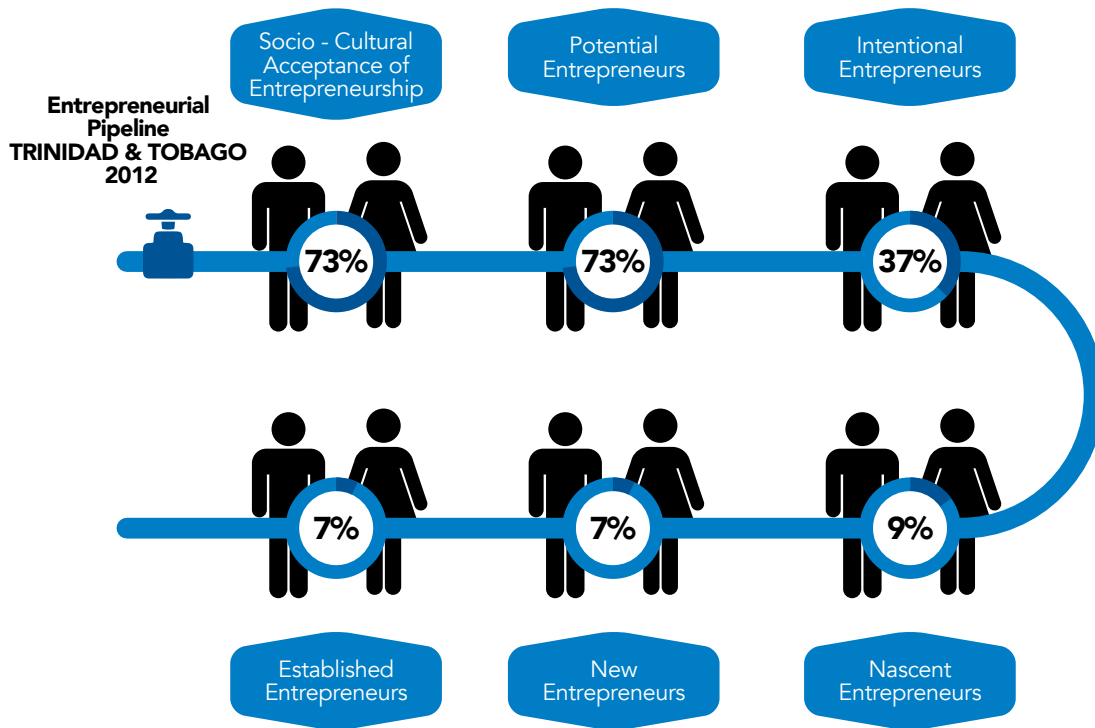 Socio - Cultural
Acceptance of
Entrepreneurship
Potential
Entrepreneurs
Intentional
Entrepreneurs
Entrepreneurial
Pipeline
TRINIDAD & TOBAGO
2012
73%
73%
37%
7%
7%
9%
Established
Entrepreneurs
New
Entrepreneurs
Nascent
Entrepreneurs